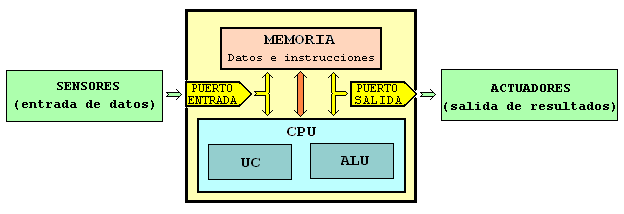 MEMORIA
Datos e instrucciones
SENSORES
(entrada de datos)
PUERTO
ENTRADA
PUERTO
SALIDA
ACTUADORES
(salida de resultados)
CPU
UC
ALU